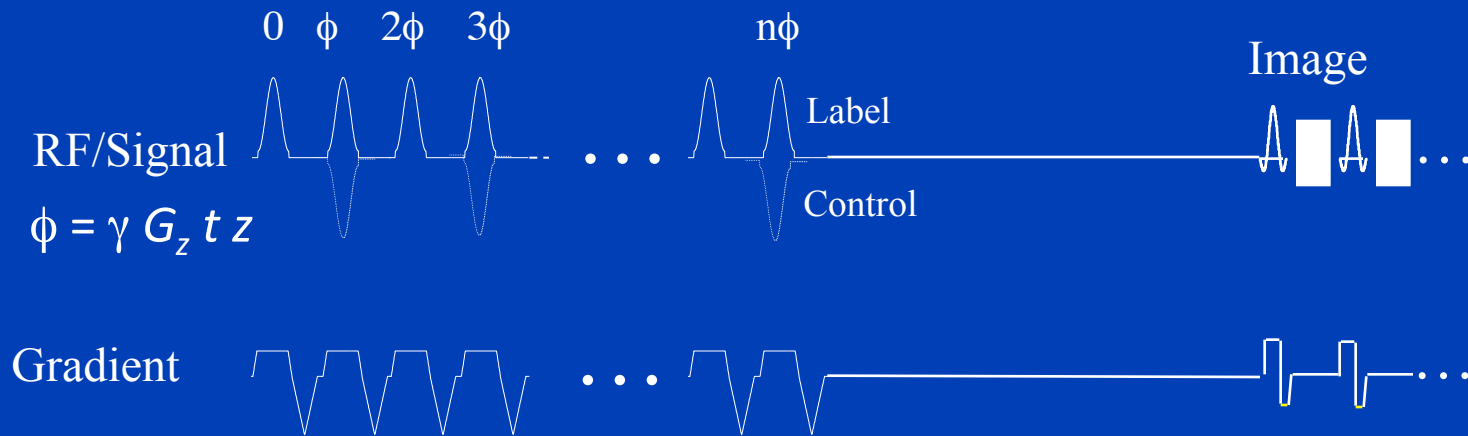 0 ϕ 2ϕ 3ϕ nϕ
Image
Label
RF/Signal
Control
ϕ = γ G_z t z
Gradient